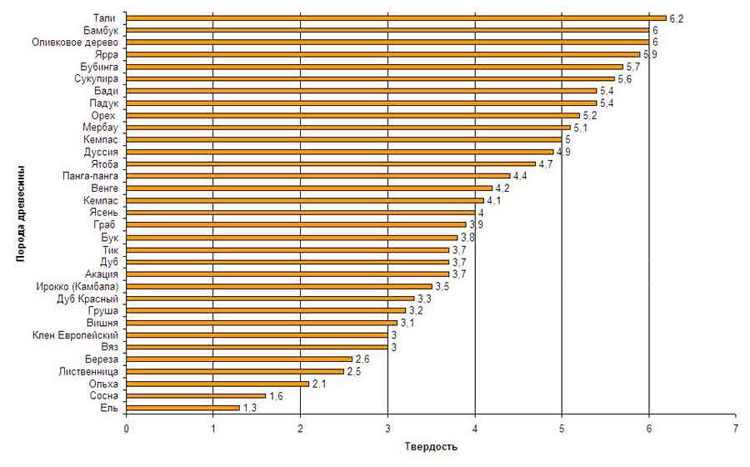 Порода древесины
Тали 6,2
Бамбук 6
Оливковое дерево 6
Ярра 5,9
Бубинга 5,7
Сукупира 5,6
Бади 5,4
Падук 5,4
Орех 5,2
Мербау 5,1
Кемпас 5
Дуссия 4,9
Ятоба 4,7
Панга-панга 4,4
Венге 4,2
Кемпас 4,1
Ясень 4
Граб 3,9
Бук 3,8
Тик 3,7
Дуб 3,7
Акация 3,7
Ирокко (Камбала) 3,5
Дуб Красный 3,3
Груша 3,2
Вишня 3,1
Клен Европейский 3
Вяз 3
Береза 2,6
Лиственница 2,5
Ольха 2,1
Сосна 1,6
Ель 1,3
0 1 2 3 4 5 6 7
Твердость